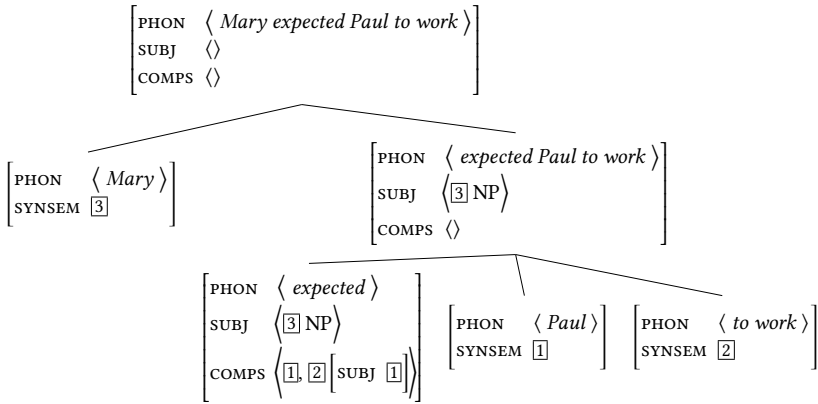 PHON ⟨ Mary expected Paul to work ⟩
SUBJ ⟨⟩
COMPS ⟨⟩
PHON ⟨ Mary ⟩
SYNSEM 3
PHON ⟨ expected Paul to work ⟩
SUBJ ⟨ 3 NP ⟩
COMPS ⟨⟩
PHON ⟨ expected ⟩
SUBJ ⟨ 3 NP ⟩
COMPS ⟨ 1, 2 [SUBJ 1] ⟩
PHON ⟨ Paul ⟩
SYNSEM 1
PHON ⟨ to work ⟩
SYNSEM 2